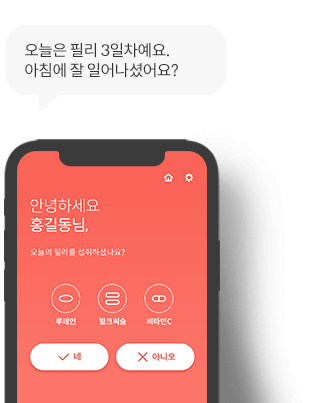 오늘은 필리 3일차예요.
아침에 잘 일어나셨어요?
안녕하세요
홍길동님,
오늘의 필리를 섭취하셨나요?
루테인 밀크씨슬 비타민C
네 아니오